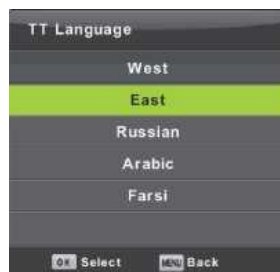 TT Language
West
East
Russian
Arabic
Farsi
OK Select MENU Back